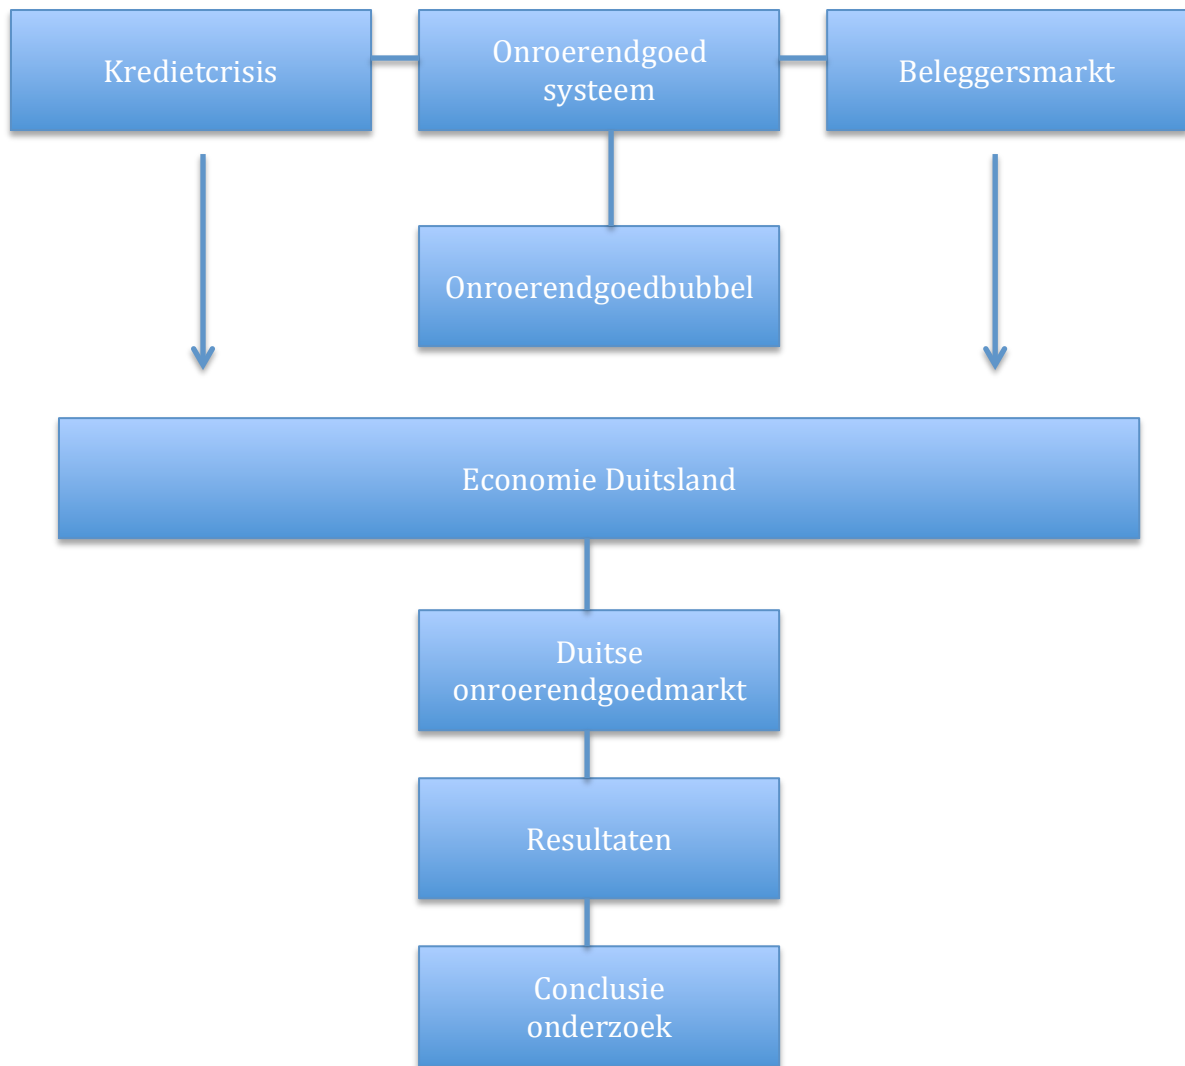 Kredietcrisis
Onroerendgoed
systeem
Beleggersmarkt
Onroerendgoedbubbel
Economie Duitsland
Duitse
onroerendgoedmarkt
Resultaten
Conclusie
onderzoek